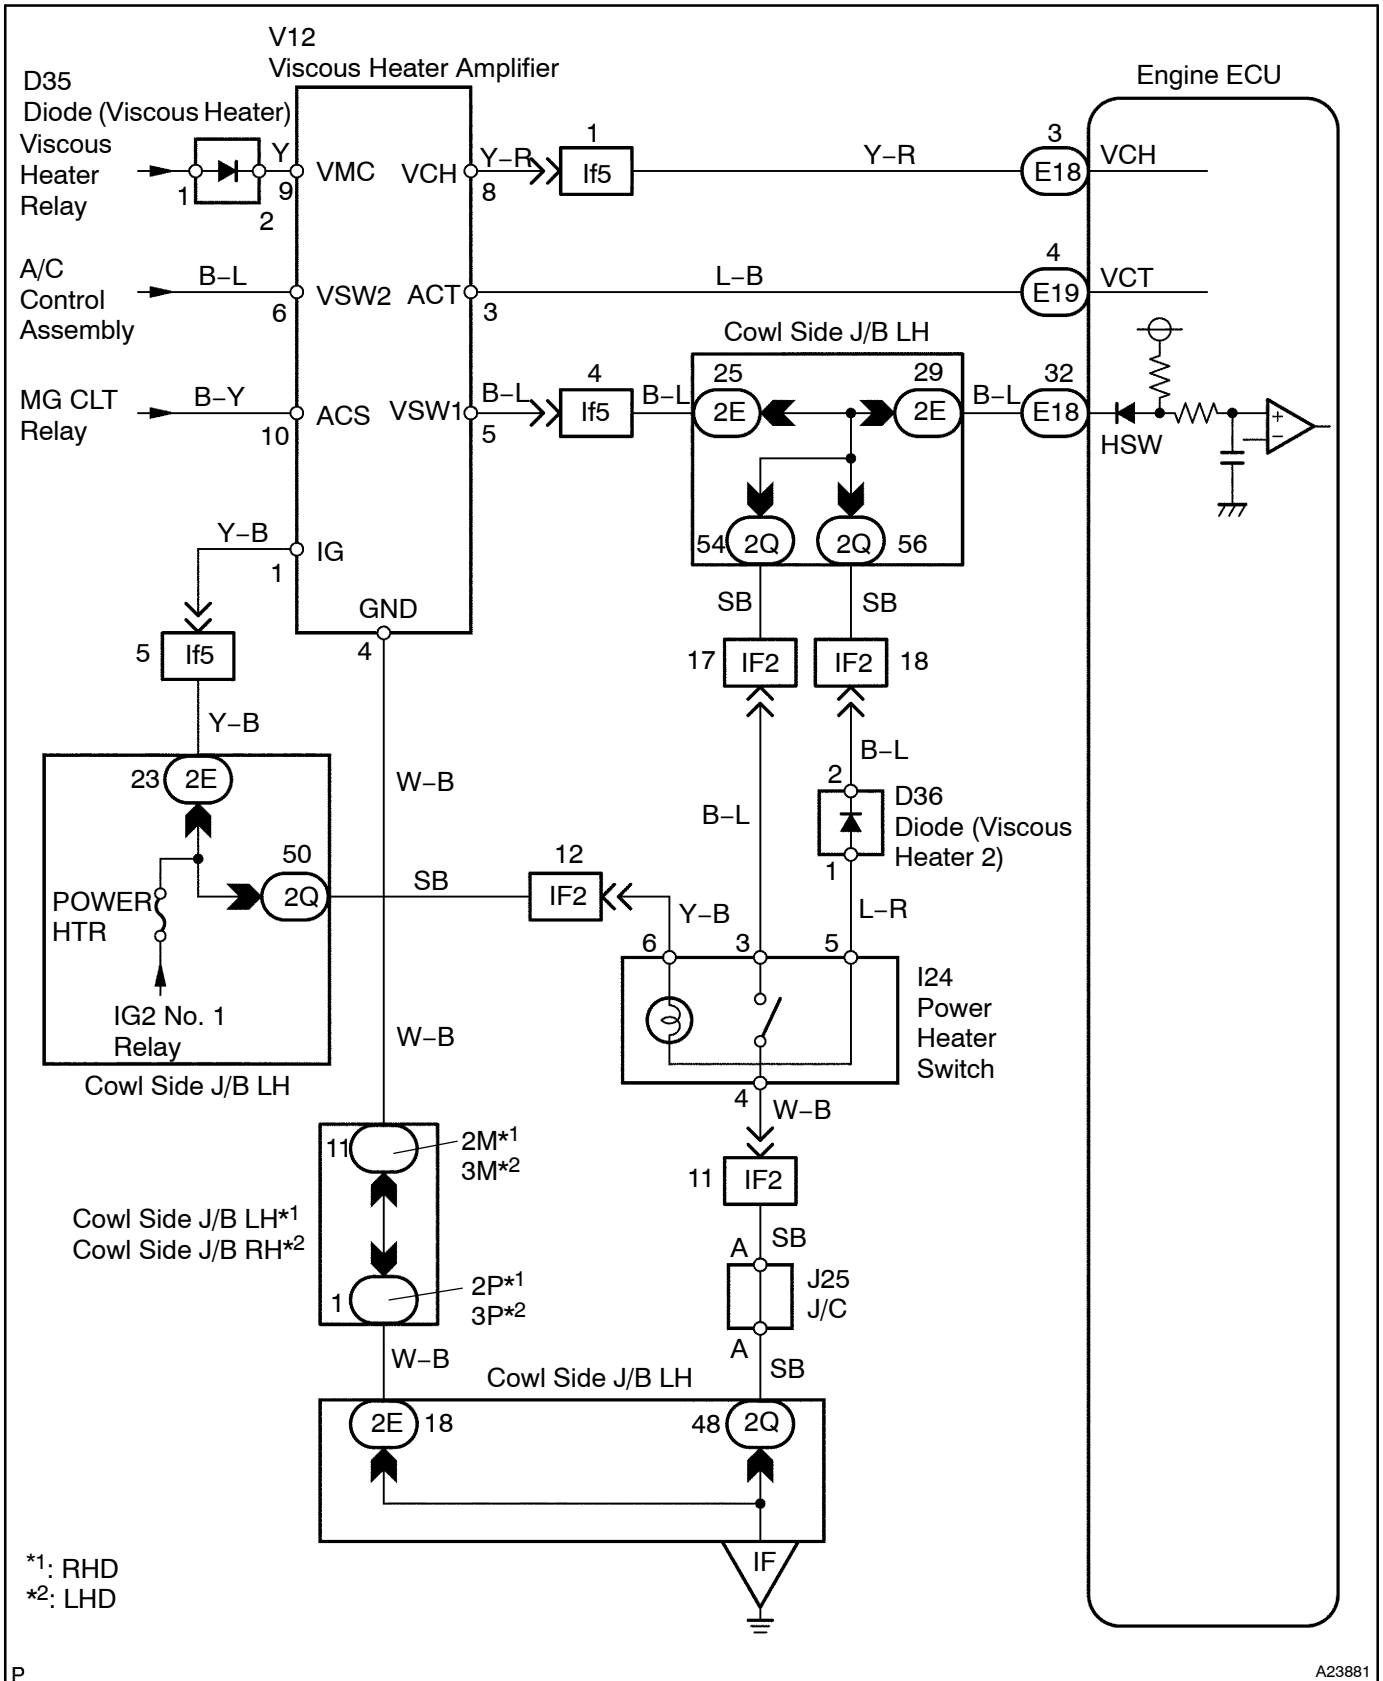 V12
Viscous Heater Amplifier
D35
Diode (Viscous Heater)
Viscous
Heater
Relay
1
2
Y
9
VMC
VCH
8
Y–R
1
If5
Y–R
3
E18
Engine ECU
VCH
A/C
Control
Assembly
B–L
6
VSW2
ACT
3
L–B
4
E19
VCT
MG CLT
Relay
B–Y
10
ACS
VSW1
5
B–L
4
If5
B–L
Cowl Side J/B LH
25
2E
29
2E
B–L
32
E18
HSW
+
−
54
2Q
2Q
56
Y–B
1
IG
GND
4
5
If5
Y–B
SB
SB
17
IF2
IF2
18
23
2E
50
2Q
POWER
HTR
IG2 No. 1
Relay
Cowl Side J/B LH
W–B
SB
12
IF2
Y–B
B–L
B–L
2
D36
Diode (Viscous
Heater 2)
1
L–R
6
3
5
I24
Power
Heater
Switch
4
W–B
W–B
11
2M*1
3M*2
Cowl Side J/B LH*1
Cowl Side J/B RH*2
1
2P*1
3P*2
W–B
11
IF2
SB
A
J25
J/C
A
SB
Cowl Side J/B LH
2E
18
48
2Q
IF
*1: RHD
*2: LHD
P
A23881